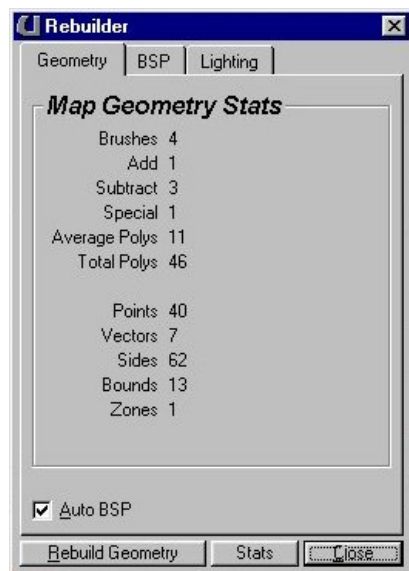 Rebuilder
Geometry BSP Lighting
Map Geometry Stats
Brushes 4
Add 1
Subtract 3
Special 1
Average Polys 11
Total Polys 46
Points 40
Vectors 7
Sides 62
Bounds 13
Zones 1
Auto BSP
Rebuild Geometry Stats Close